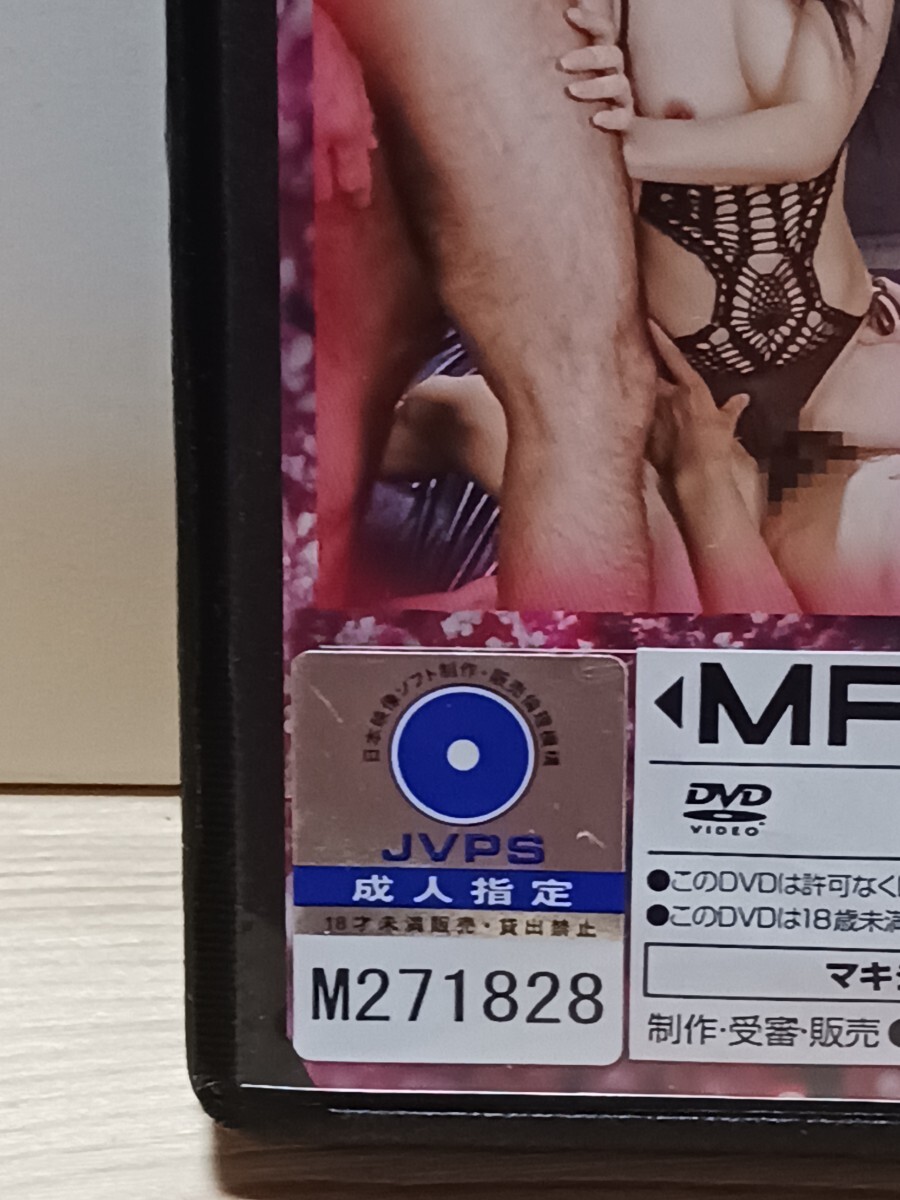 日本映像ソフト制作・販売倫理機構
JVPS
成人指定
18才未満販売・貸出禁止
M271828
◀MF
DVD
VIDEO
●このDVDは許可なく
●このDVDは18歳未満
マキシ
制作・受審・販売●